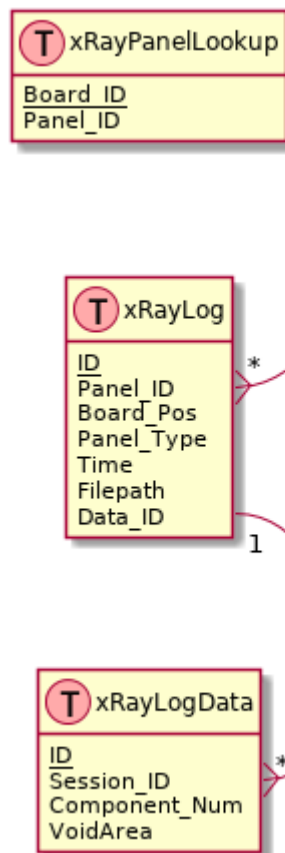 T xRayPanelLookup
Board_ID
Panel_ID
T xRayLog
ID
Panel_ID
Board_Pos
Panel_Type
Time
Filepath
Data_ID
*
1
T xRayLogData
ID
Session_ID
Component_Num
VoidArea
*